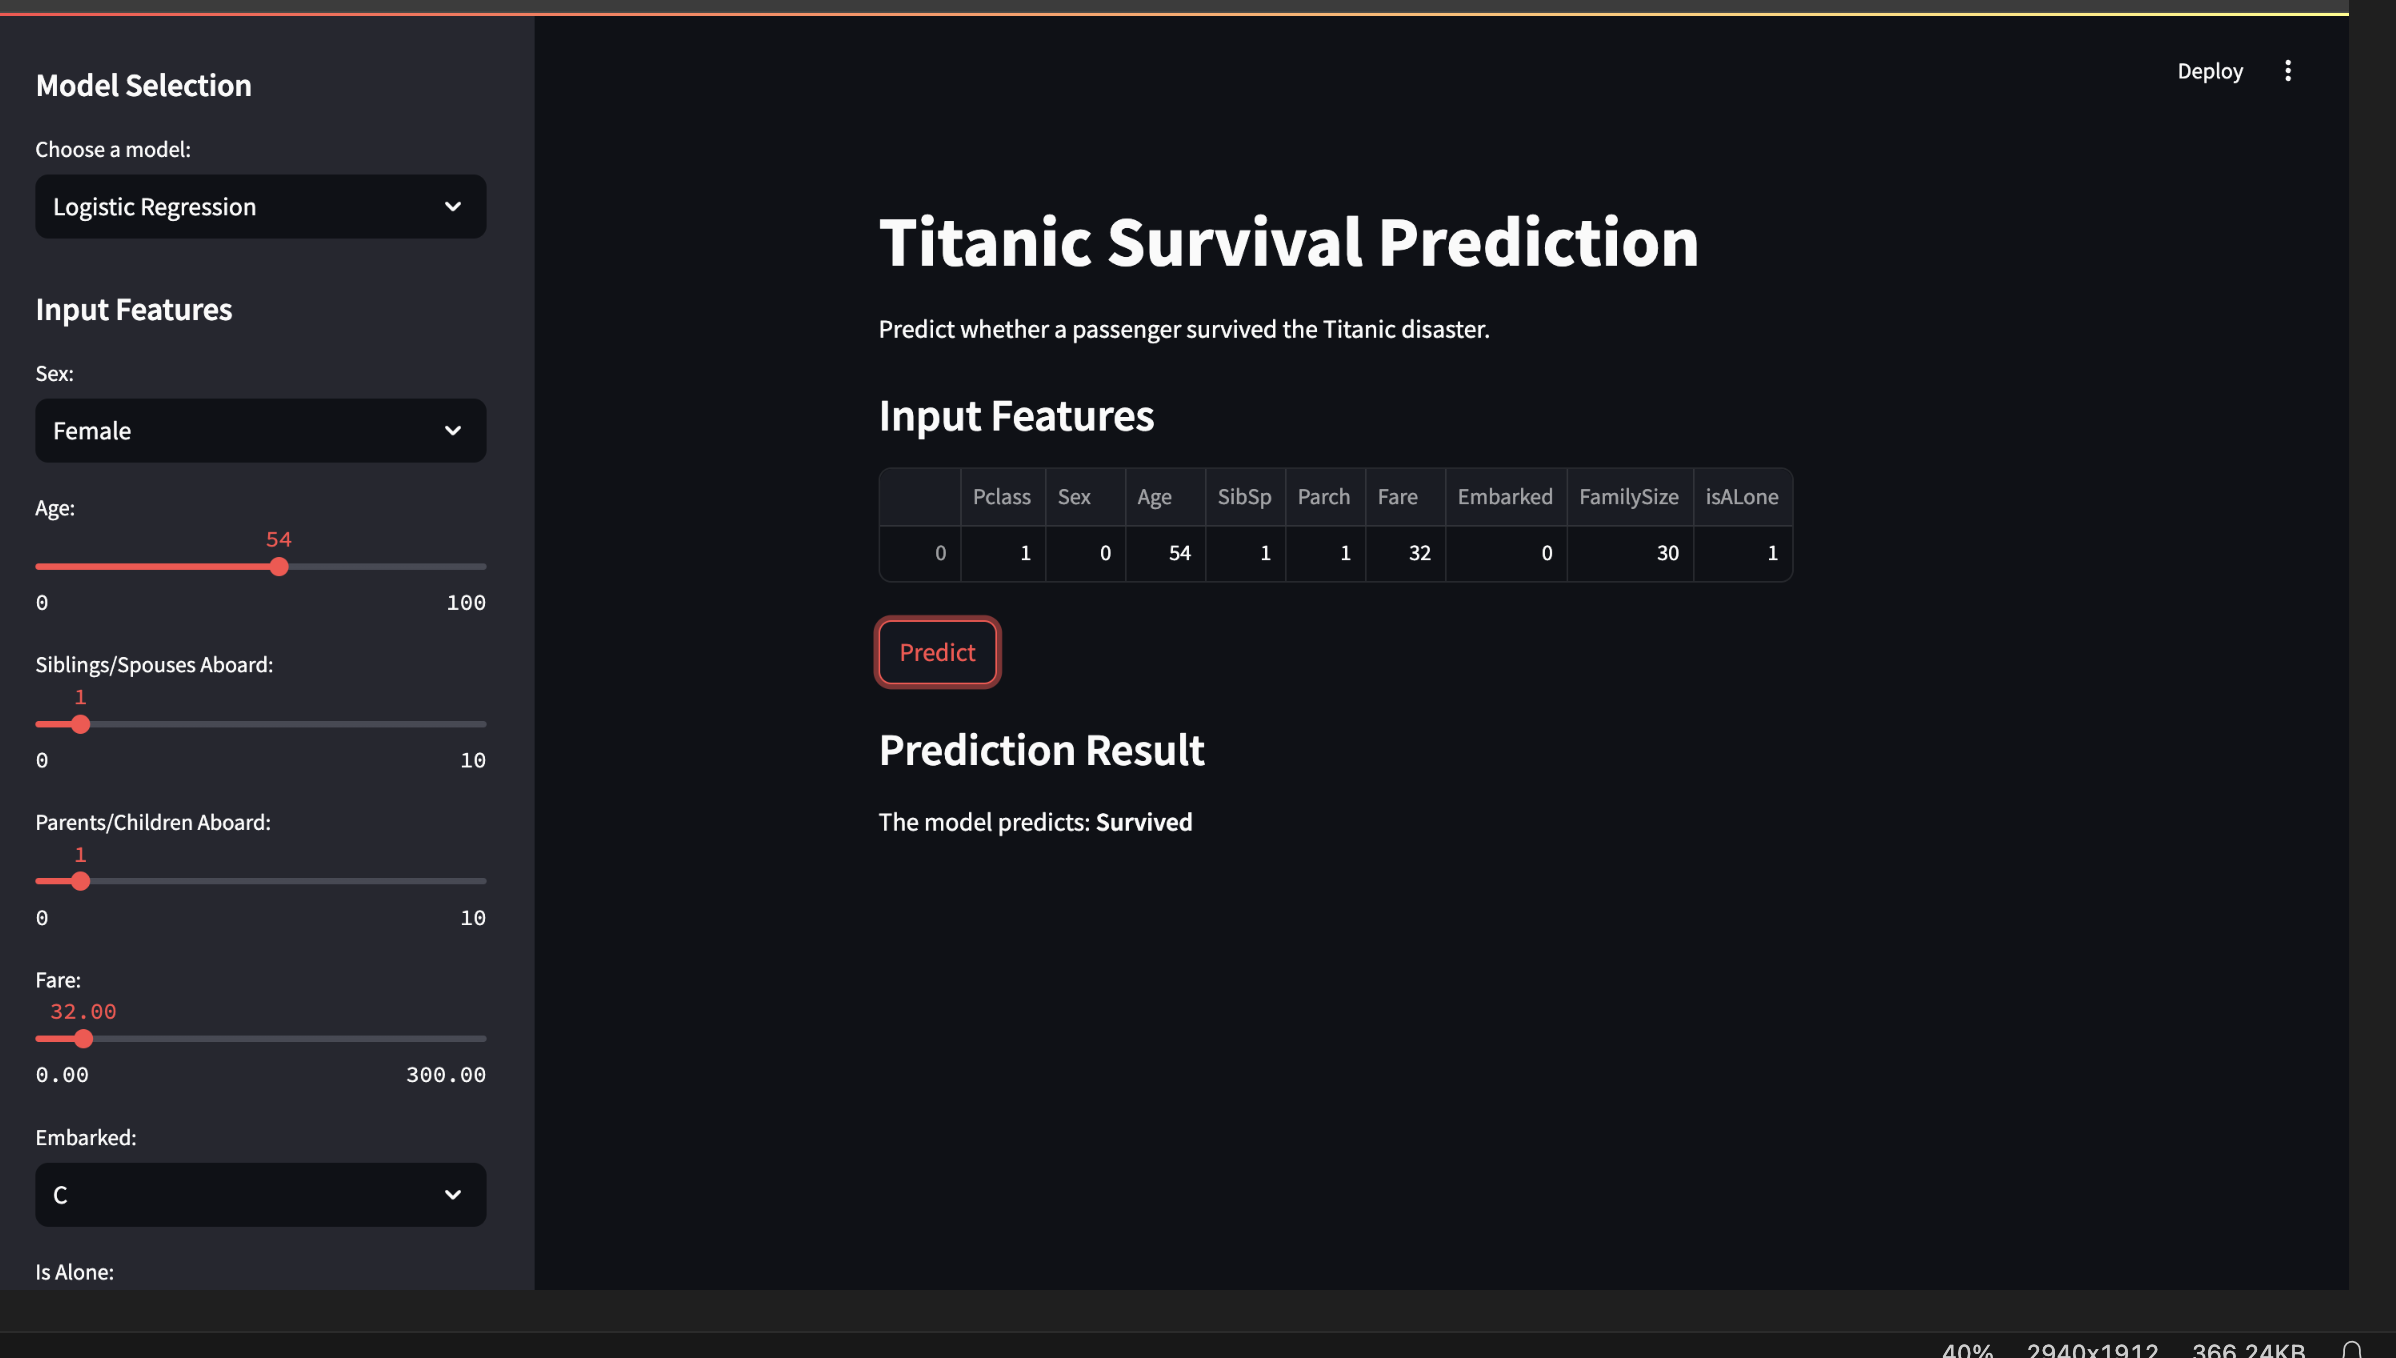 Model Selection
Choose a model:
Logistic Regression
Input Features
Sex:
Female
Age:
54
0 100
Siblings/Spouses Aboard:
1
0 10
Parents/Children Aboard:
1
0 10
Fare:
32.00
0.00 300.00
Embarked:
C
Is Alone:
Deploy
Titanic Survival Prediction
Predict whether a passenger survived the Titanic disaster.
Input Features
Pclass Sex Age SibSp Parch Fare Embarked FamilySize isALone
0 1 0 54 1 1 32 0 30 1
Predict
Prediction Result
The model predicts: Survived
40% 2940x1912 366.24KB